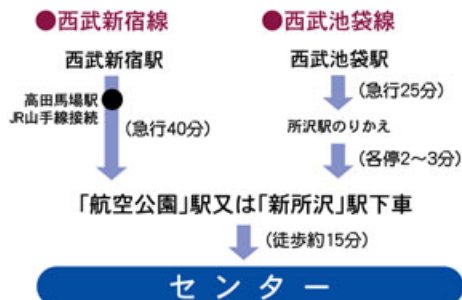 ●西武新宿線
西武新宿駅
高田馬場駅
JR山手線接続
(急行40分)
●西武池袋線
西武池袋駅
(急行25分)
所沢駅のりかえ
(各停2〜3分)
「航空公園」駅又は「新所沢」駅下車
(徒歩約15分)
センター